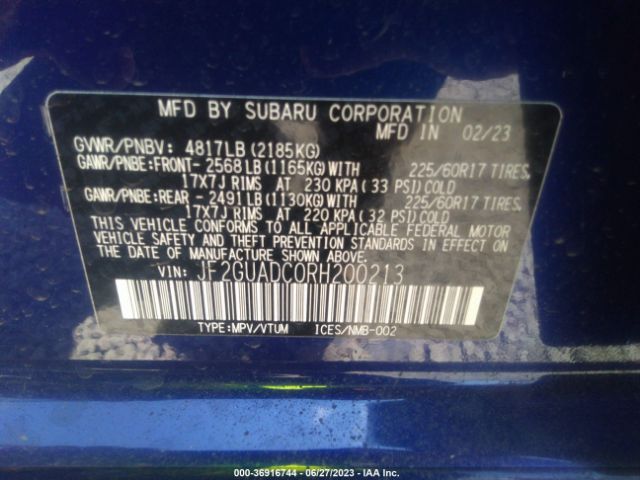 MFD BY SUBARU CORPORATION
MFD IN 02/23
GVWR/PNBV: 4817LB (2185KG)
GAWR/PNBE:FRONT- 2568LB(1165KG)WITH 225/60R17 TIRES,
17X7J RIMS AT 230 KPA (33 PSI) COLD
GAWR/PNBE:REAR - 2491LB(1130KG)WITH 225/60R17 TIRES,
17X7J RIMS AT 220 KPA (32 PSI) COLD
THIS VEHICLE CONFORMS TO ALL APPLICABLE FEDERAL MOTOR
VEHICLE SAFETY AND THEFT PREVENTION STANDARDS IN EFFECT ON
THE DATE OF MANUFACTURE SHOWN ABOVE.
VIN: JF2GUADC0RH200213
TYPE:MPV/VTUM ICES/NMB-002
000-36916744 - 06/27/2023 - IAA Inc.